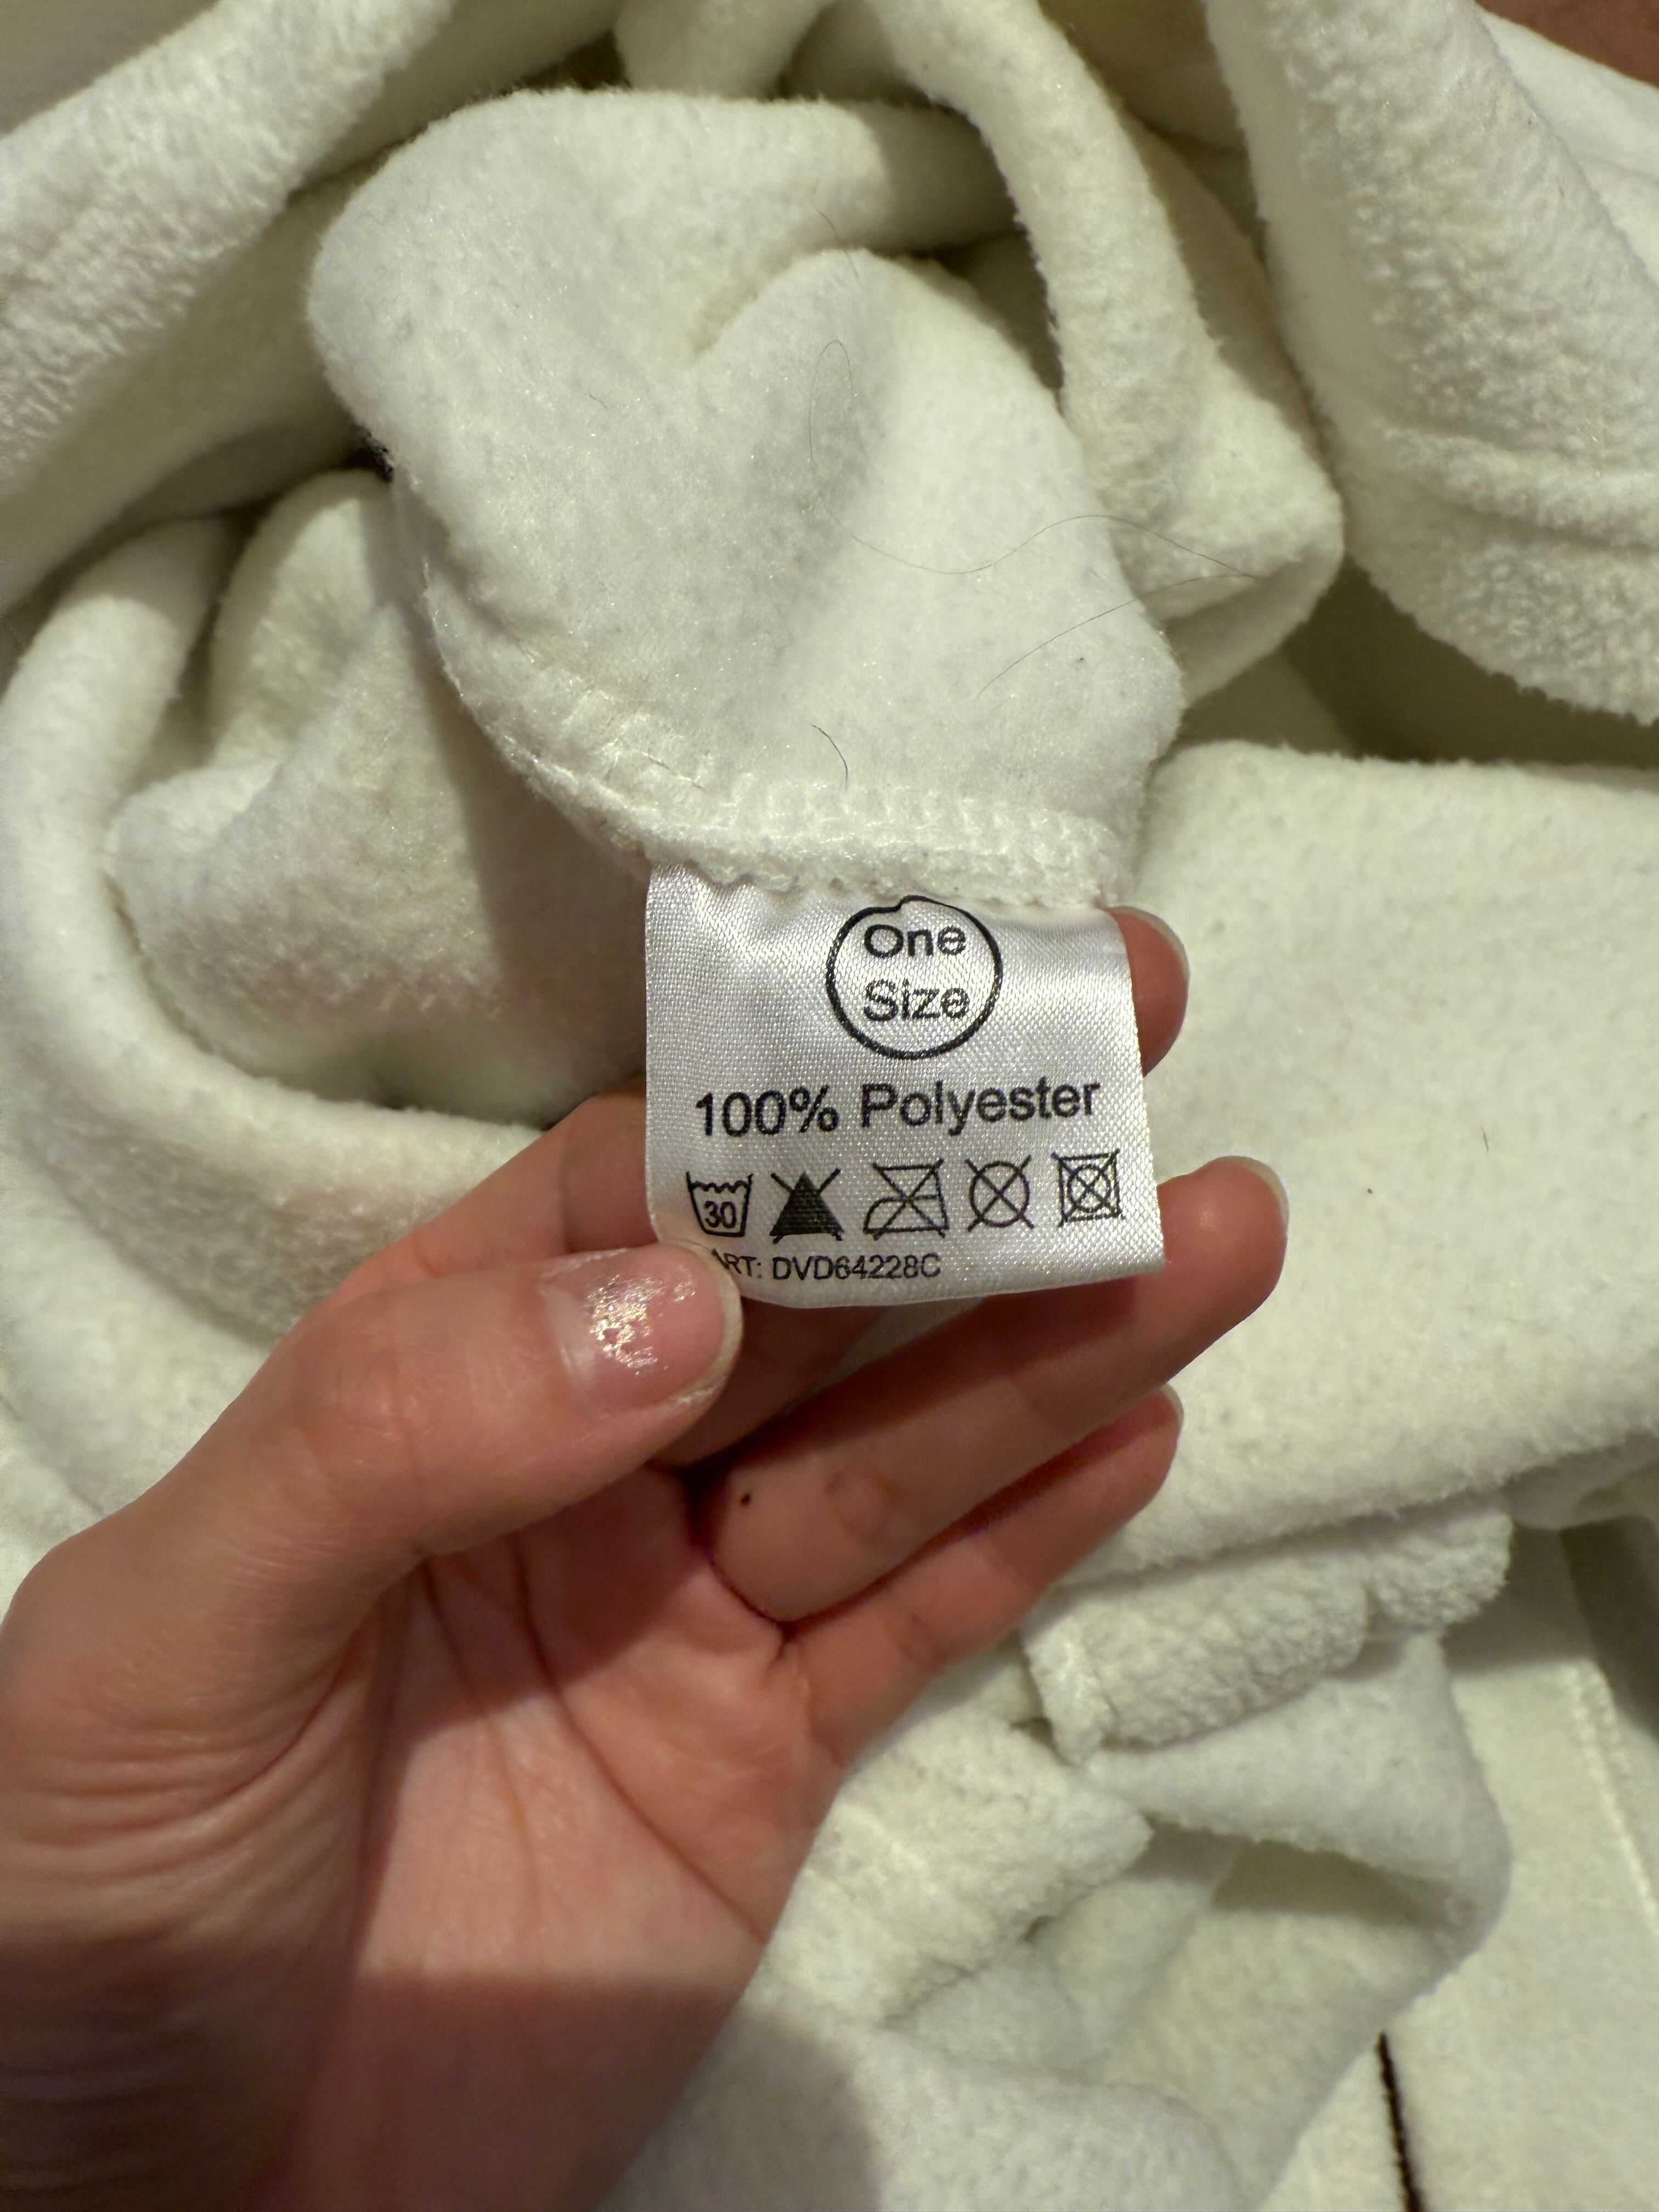 One
Size
100% Polyester
30
ART: DVD64228C